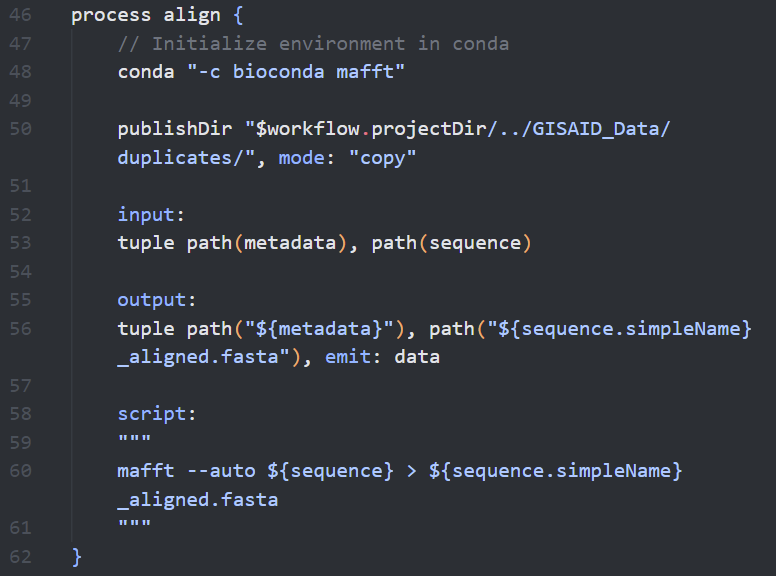 46 process align {
47 // Initialize environment in conda
48 conda "-c bioconda mafft"
49
50 publishDir "$workflow.projectDir/../GISAID_Data/
duplicates/", mode: "copy"
51
52 input:
53 tuple path(metadata), path(sequence)
54
55 output:
56 tuple path("${metadata}"), path("${sequence.simpleName}
_aligned.fasta"), emit: data
57
58 script:
59 """
60 mafft --auto ${sequence} > ${sequence.simpleName}
_aligned.fasta
61 """
62 }